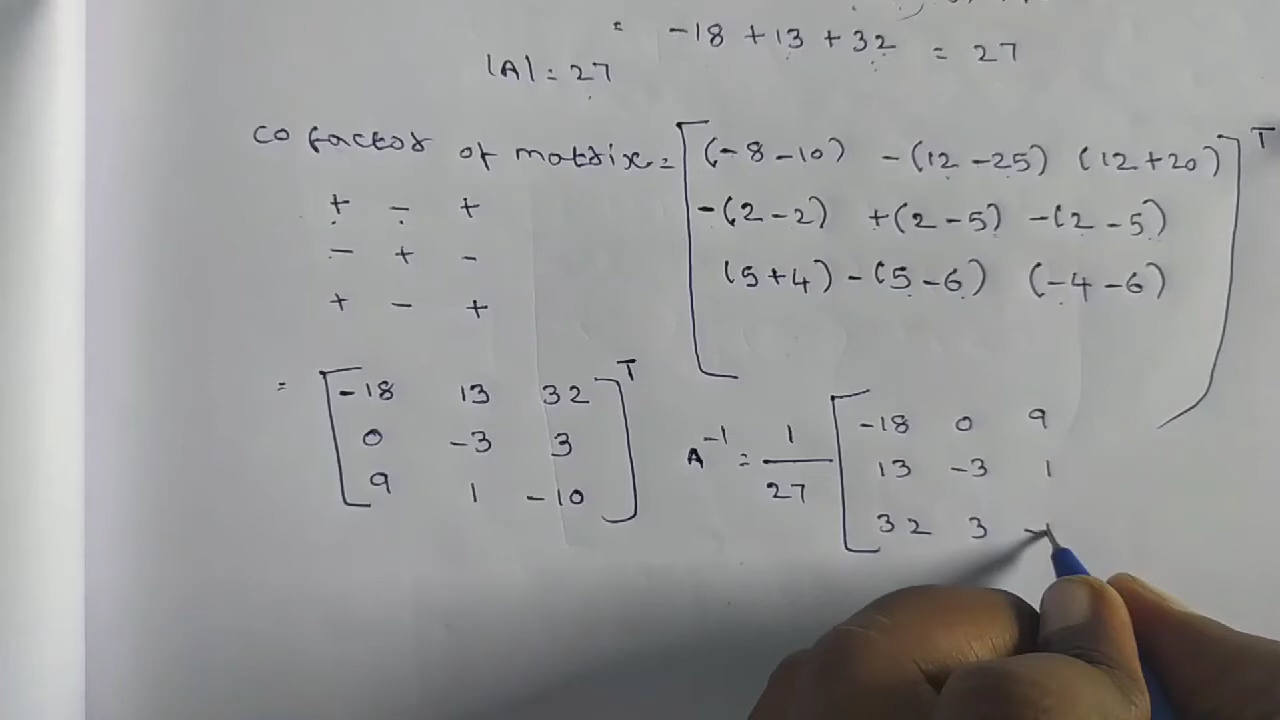 = -18 + 13 + 32 = 27
|A| = 27
Co factor of matrix = [ (-8-10) -(12-25) (12+20) ]T
-(2-2) +(2-5) -(2-5)
(5+4) -(5-6) (-4-6)
+ - +
- + -
+ - +
= [ -18 13 32 ]T
0 -3 3
9 1 -10
A-1 = 1/27 [ -18 0 9
13 -3 1
32 3